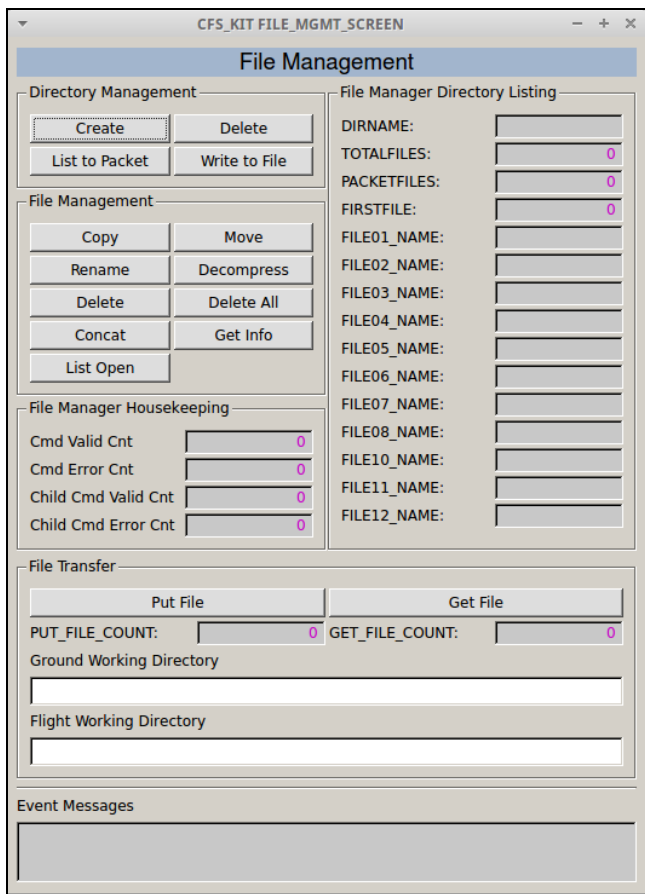 CFS_KIT FILE_MGMT_SCREEN
File Management
Directory Management
Create Delete
List to Packet Write to File
File Management
Copy Move
Rename Decompress
Delete Delete All
Concat Get Info
List Open
File Manager Housekeeping
Cmd Valid Cnt 0
Cmd Error Cnt 0
Child Cmd Valid Cnt 0
Child Cmd Error Cnt 0
File Manager Directory Listing
DIRNAME:
TOTALFILES: 0
PACKETFILES: 0
FIRSTFILE: 0
FILE01_NAME:
FILE02_NAME:
FILE03_NAME:
FILE04_NAME:
FILE05_NAME:
FILE06_NAME:
FILE07_NAME:
FILE08_NAME:
FILE10_NAME:
FILE11_NAME:
FILE12_NAME:
File Transfer
Put File Get File
PUT_FILE_COUNT: 0 GET_FILE_COUNT: 0
Ground Working Directory
Flight Working Directory
Event Messages